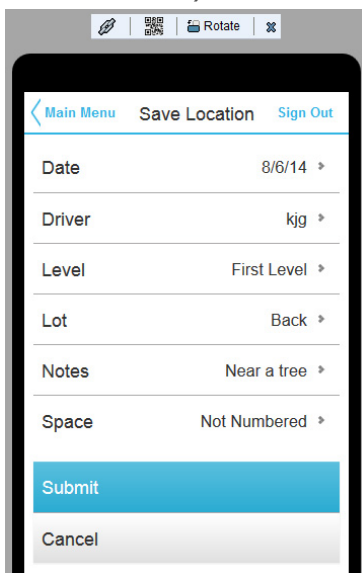 Rotate
Main Menu Save Location Sign Out
Date 8/6/14
Driver kjg
Level First Level
Lot Back
Notes Near a tree
Space Not Numbered
Submit
Cancel